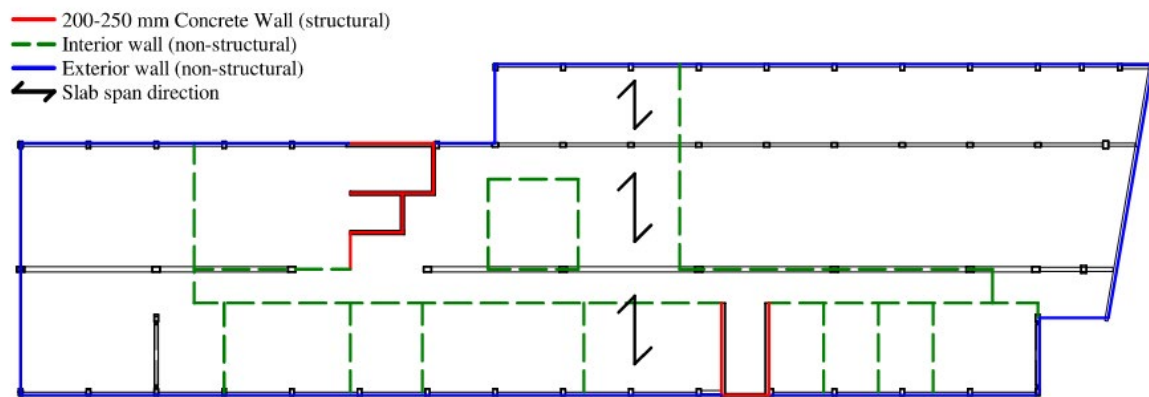 200-250 mm Concrete Wall (structural)
Interior wall (non-structural)
Exterior wall (non-structural)
Slab span direction